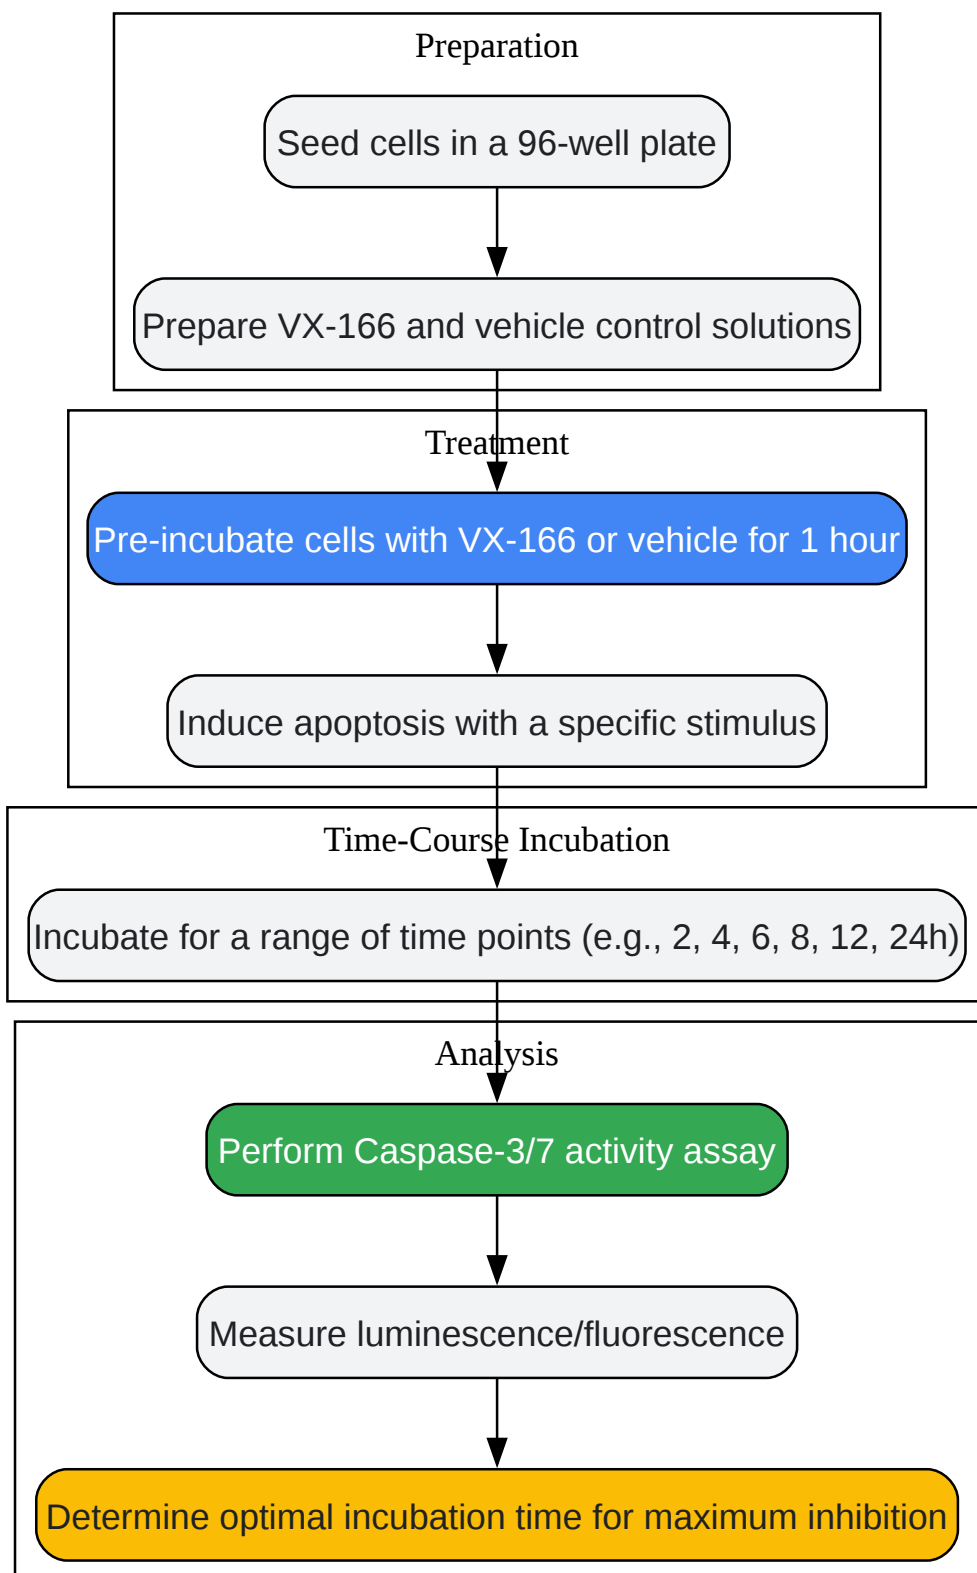 Preparation
Seed cells in a 96-well plate
Prepare VX-166 and vehicle control solutions
Treatment
Pre-incubate cells with VX-166 or vehicle for 1 hour
Induce apoptosis with a specific stimulus
Time-Course Incubation
Incubate for a range of time points (e.g., 2, 4, 6, 8, 12, 24h)
Analysis
Perform Caspase-3/7 activity assay
Measure luminescence/fluorescence
Determine optimal incubation time for maximum inhibition